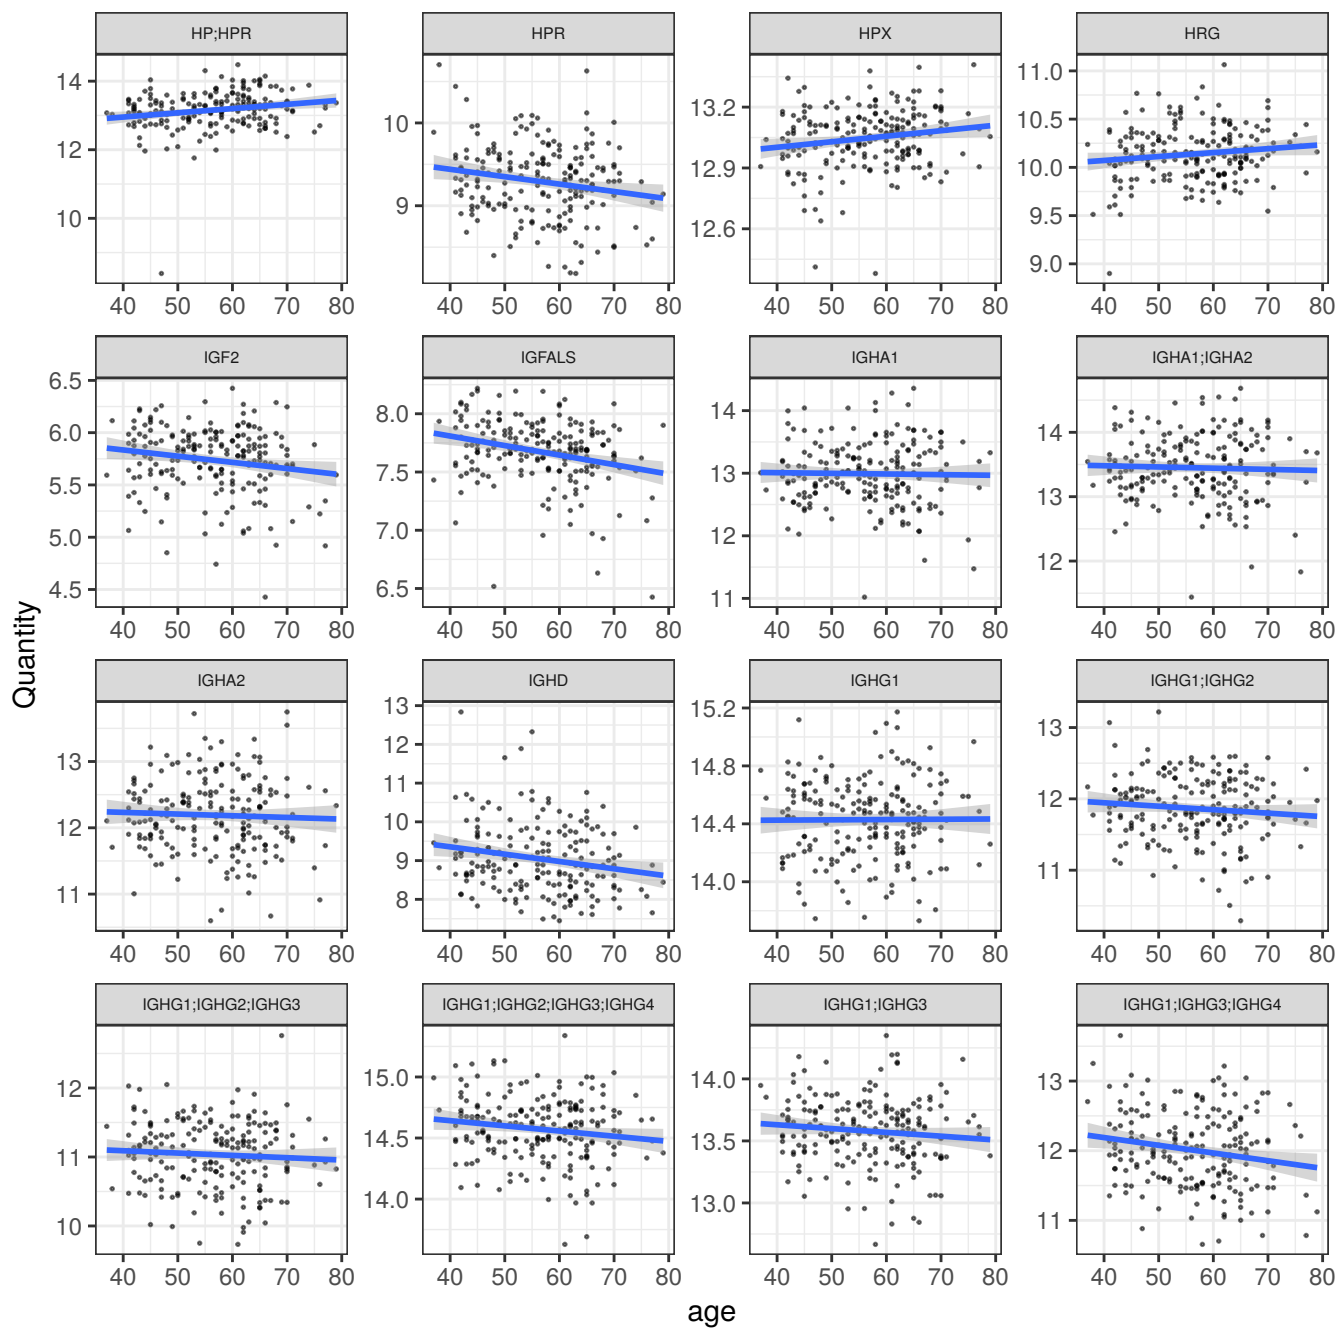 HP;HPR HPR HPX HRG
14 12 10
10 9
13.2 12.9 12.6
11.0 10.5 10.0 9.5 9.0
40 50 60 70 80 40 50 60 70 80 40 50 60 70 80 40 50 60 70 80
IGF2 IGFALS IGHA1 IGHA1;IGHA2
6.5 6.0 5.5 5.0 4.5
8.0 7.5 7.0 6.5
14 13 12 11
14 13 12
40 50 60 70 80 40 50 60 70 80 40 50 60 70 80 40 50 60 70 80
Quantity
IGHA2 IGHD IGHG1 IGHG1;IGHG2
13 12 11
13 12 11 10 9 8
15.2 14.8 14.4 14.0
13 12 11
40 50 60 70 80 40 50 60 70 80 40 50 60 70 80 40 50 60 70 80
IGHG1;IGHG2;IGHG3 IGHG1;IGHG2;IGHG3;IGHG4 IGHG1;IGHG3 IGHG1;IGHG3;IGHG4
12 11 10
15.0 14.5 14.0
14.0 13.5 13.0
13 12 11
40 50 60 70 80 40 50 60 70 80 40 50 60 70 80 40 50 60 70 80
age